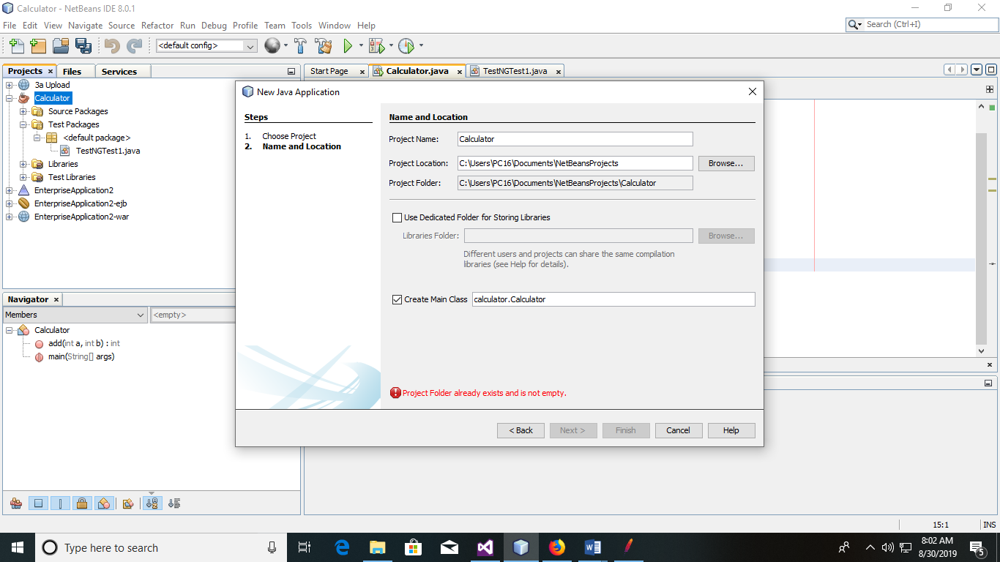 Calculator - NetBeans IDE 8.0.1
File Edit View Navigate Source Refactor Run Debug Profile Team Tools Window Help
Search (Ctrl+I)
<default config>
Projects Files Services
Start Page Calculator.java TestNGTest1.java
3a Upload
Calculator
Source Packages
Test Packages
<default package>
TestNGTest1.java
Libraries
Test Libraries
EnterpriseApplication2
EnterpriseApplication2-ejb
EnterpriseApplication2-war
New Java Application
Steps
1. Choose Project
2. Name and Location
Name and Location
Project Name: Calculator
Project Location: C:\Users\PC16\Documents\NetBeansProjects Browse...
Project Folder: C:\Users\PC16\Documents\NetBeansProjects\Calculator
Use Dedicated Folder for Storing Libraries
Libraries Folder: Browse...
Different users and projects can share the same compilation
libraries (see Help for details).
Create Main Class calculator.Calculator
Project Folder already exists and is not empty.
< Back Next > Finish Cancel Help
Navigator
Members <empty>
Calculator
add(int a, int b) : int
main(String[] args)
15:1 INS
Type here to search
8:02 AM
8/30/2019
5